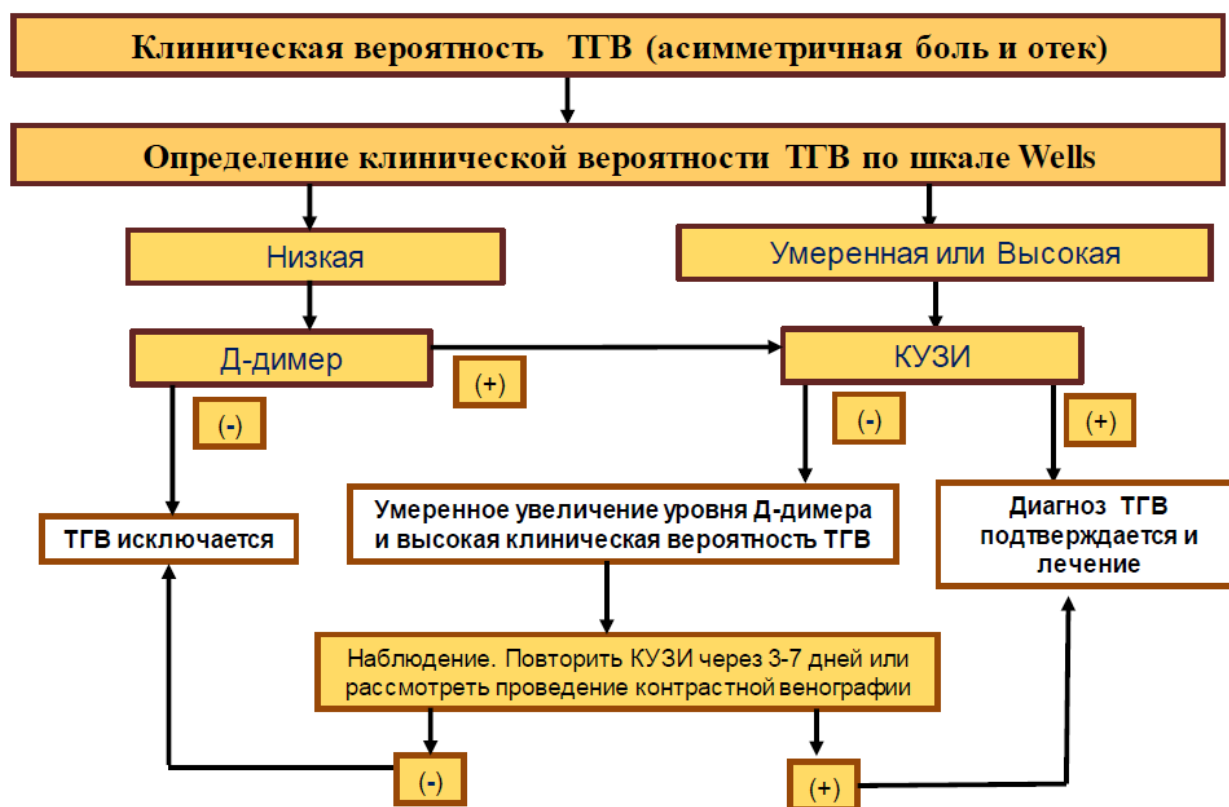 Клиническая вероятность ТГВ (асимметричная боль и отек)
Определение клинической вероятности ТГВ по шкале Wells
Низкая
Умеренная или Высокая
Д-димер
КУЗИ
(+)
(-)
(-)
(+)
ТГВ исключается
Умеренное увеличение уровня Д-димера
и высокая клиническая вероятность ТГВ
Диагноз ТГВ
подтверждается и
лечение
Наблюдение. Повторить КУЗИ через 3-7 дней или
рассмотреть проведение контрастной венографии
(-)
(+)